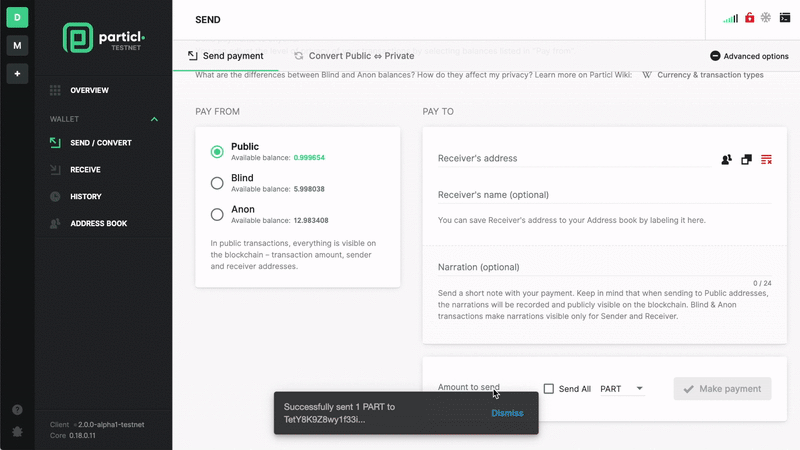 D
M
particl.
TESTNET
OVERVIEW
WALLET
SEND / CONVERT
RECEIVE
HISTORY
ADDRESS BOOK
Client 2.0.0-alpha1-testnet
Core 0.18.0.11
SEND
Send payment
Convert Public ⇔ Private
Advanced options
What are the differences between Blind and Anon balances? How do they affect my privacy? Learn more on Particl Wiki: Currency & transaction types
PAY FROM
Public
Available balance: 0.999654
Blind
Available balance: 5.998038
Anon
Available balance: 12.983408
In public transactions, everything is visible on
the blockchain – transaction amount, sender
and receiver addresses.
PAY TO
Receiver's address
Receiver's name (optional)
You can save Receiver's address to your Address book by labeling it here.
Narration (optional)
0 / 24
Send a short note with your payment. Keep in mind that when sending to Public addresses,
the narrations will be recorded and publicly visible on the blockchain. Blind & Anon
transactions make narrations visible only for Sender and Receiver.
Amount to send
Send All
PART
Make payment
Successfully sent 1 PART to
TetY8K9Z8wy1f33i...
Dismiss